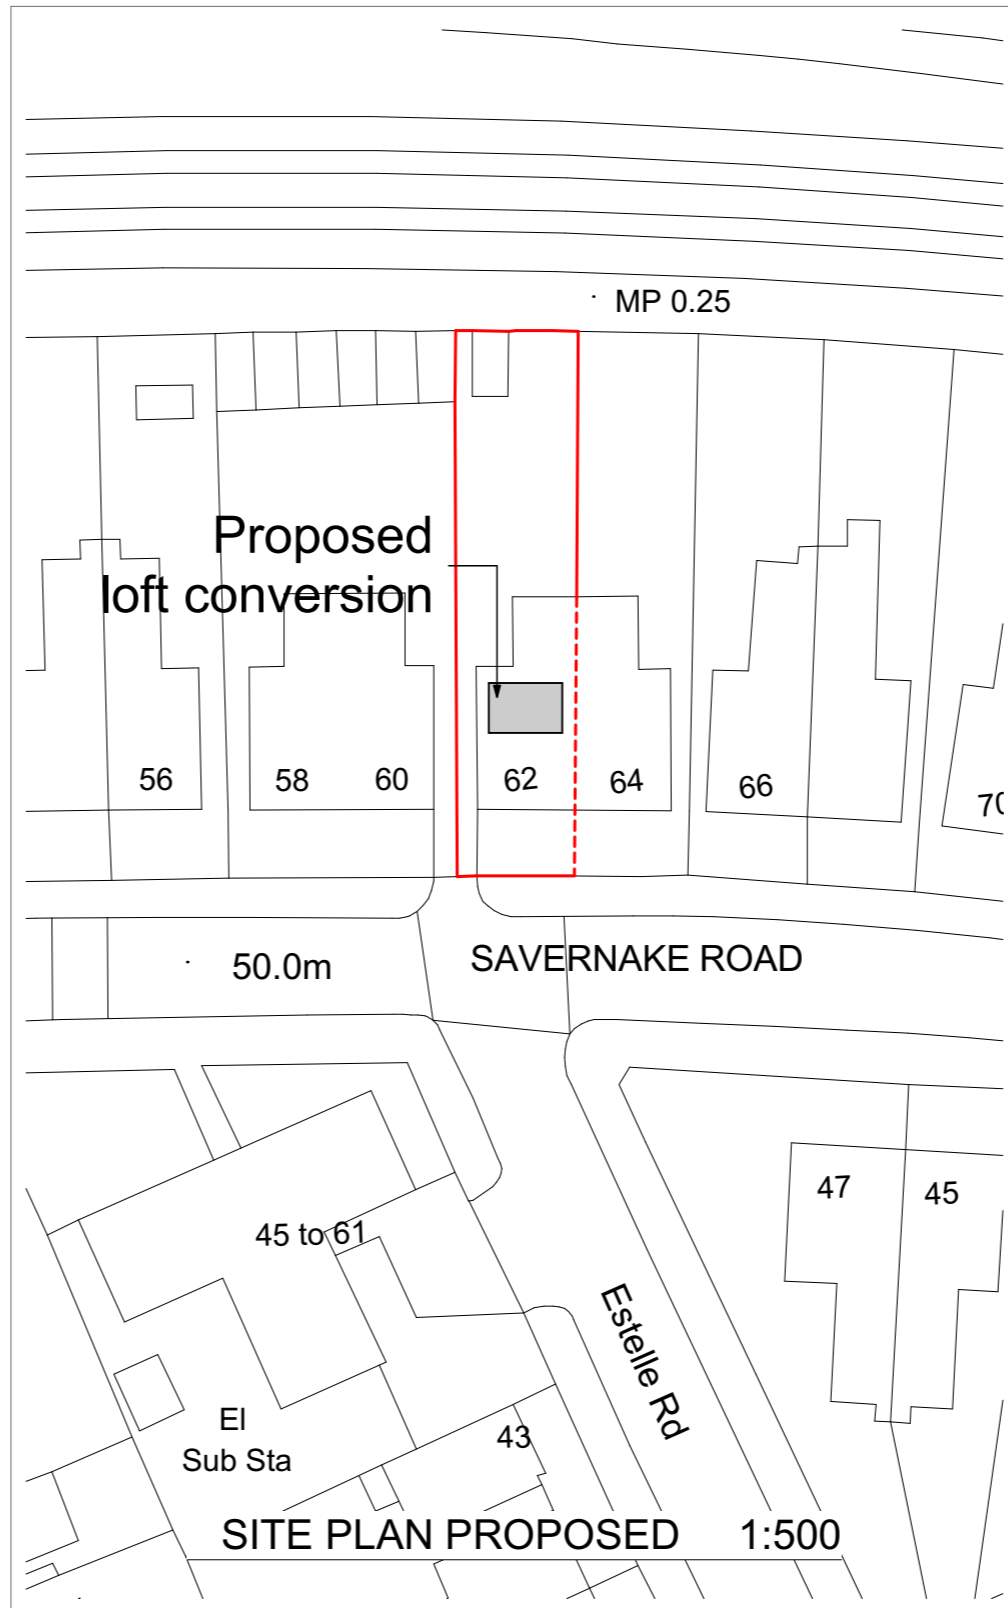 MP 0.25
Proposed
loft conversion
56
58
60
62
64
66
70
50.0m
SAVERNAKE ROAD
47
45
45 to 61
Estelle Rd
El
Sub Sta
43
SITE PLAN PROPOSED 1:500